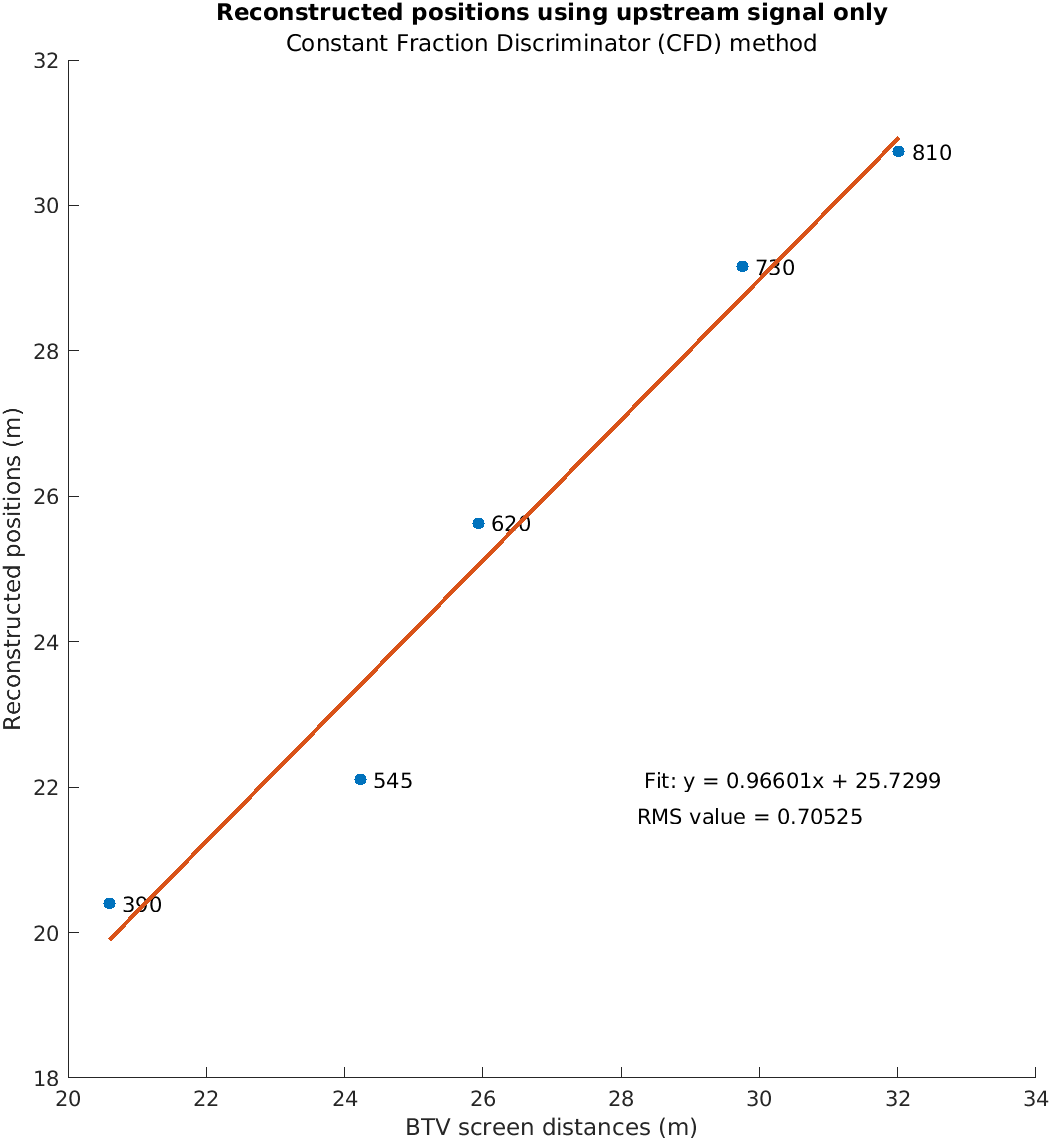 Reconstructed positions using upstream signal only
Constant Fraction Discriminator (CFD) method
32
30
28
26
24
22
20
18
Reconstructed positions (m)
810
730
620
545
390
Fit: y = 0.96601x + 25.7299
RMS value = 0.70525
20 22 24 26 28 30 32 34
BTV screen distances (m)